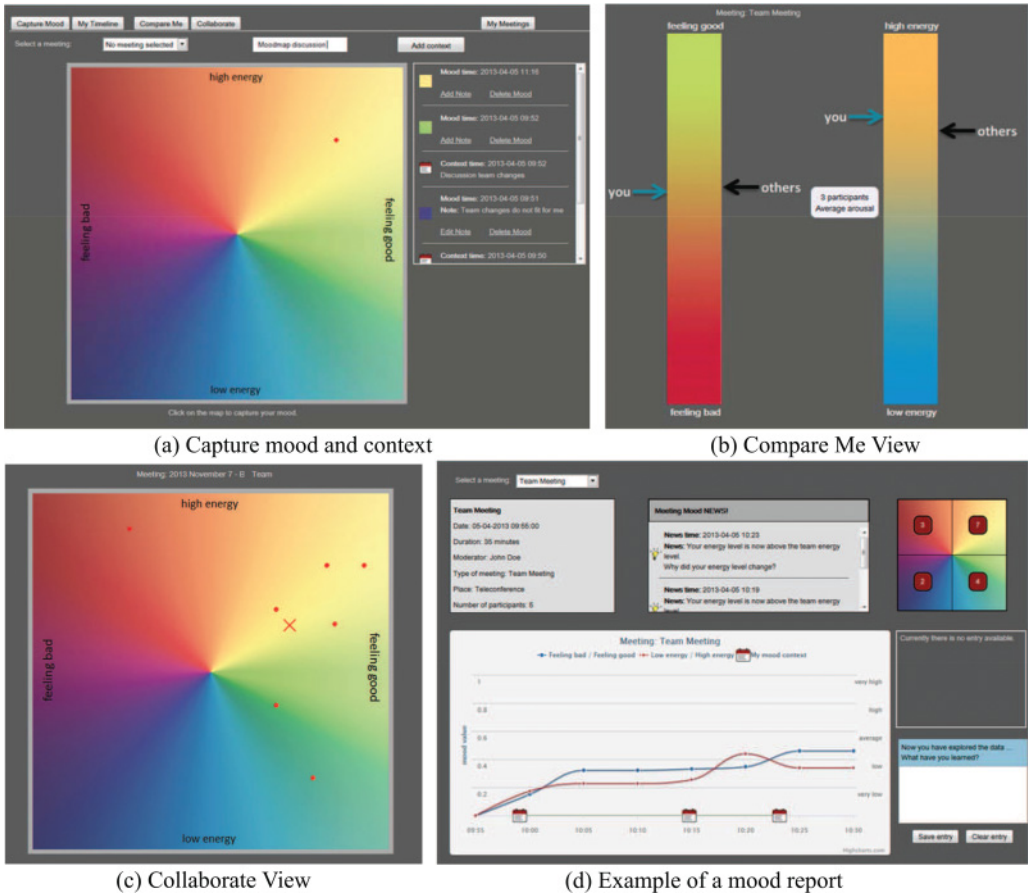 Capture Mood My Timeline Compare Me Collaborate My Meetings
Select a meeting: No meeting selected Moodmap discussion Add context
high energy
feeling bad
feeling good
low energy
Click on the map to capture your mood.
Mood time: 2013-04-05 11:16
Add Note Delete Mood
Mood time: 2013-04-05 09:52
Add Note Delete Mood
Context time: 2013-04-05 09:52
Discussion team changes
Mood time: 2013-04-05 09:51
Note: Team changes do not fit for me
Edit Note Delete Mood
Context time: 2013-04-05 09:50
(a) Capture mood and context
Meeting: Team Meeting
feeling good high energy
you
others
you
others
3 participants
Average arousal
feeling bad low energy
(b) Compare Me View
Meeting: 2013 November 7 - B Team
high energy
feeling bad
feeling good
low energy
(c) Collaborate View
Select a meeting: Team Meeting
Team Meeting
Date: 05-04-2013 09:55:00
Duration: 35 minutes
Moderator: John Doe
Type of meeting: Team Meeting
Place: Teleconference
Number of participants: 5
Meeting Mood NEWS!
News time: 2013-04-05 10:23
News: Your energy level is now above the team energy
level.
Why did your energy level change?
News time: 2013-04-05 10:19
News: Your energy level is now above the team energy
3 7
2 4
Meeting: Team Meeting
Feeling bad / Feeling good Low energy / High energy My mood context
1 very high
0.8 high
0.6 average
0.4 low
0.2 very low
mood value
09:55 10:00 10:05 10:10 10:15 10:20 10:25 10:30
Highcharts.com
Currently there is no entry available.
Now you have explored the data ...
What have you learned?
Save entry Clear entry
(d) Example of a mood report